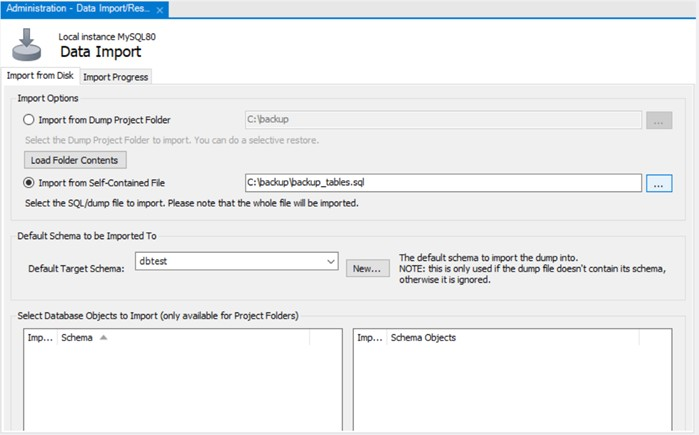 Administration - Data Import/Res...
Local instance MySQL80
Data Import
Import from Disk
Import Progress
Import Options
Import from Dump Project Folder
C:\backup
...
Select the Dump Project Folder to import. You can do a selective restore.
Load Folder Contents
Import from Self-Contained File
C:\backup\backup_tables.sql
...
Select the SQL/dump file to import. Please note that the whole file will be imported.
Default Schema to be Imported To
Default Target Schema:
dbtest
New...
The default schema to import the dump into.
NOTE: this is only used if the dump file doesn't contain its schema,
otherwise it is ignored.
Select Database Objects to Import (only available for Project Folders)
Imp...
Schema
Imp...
Schema Objects